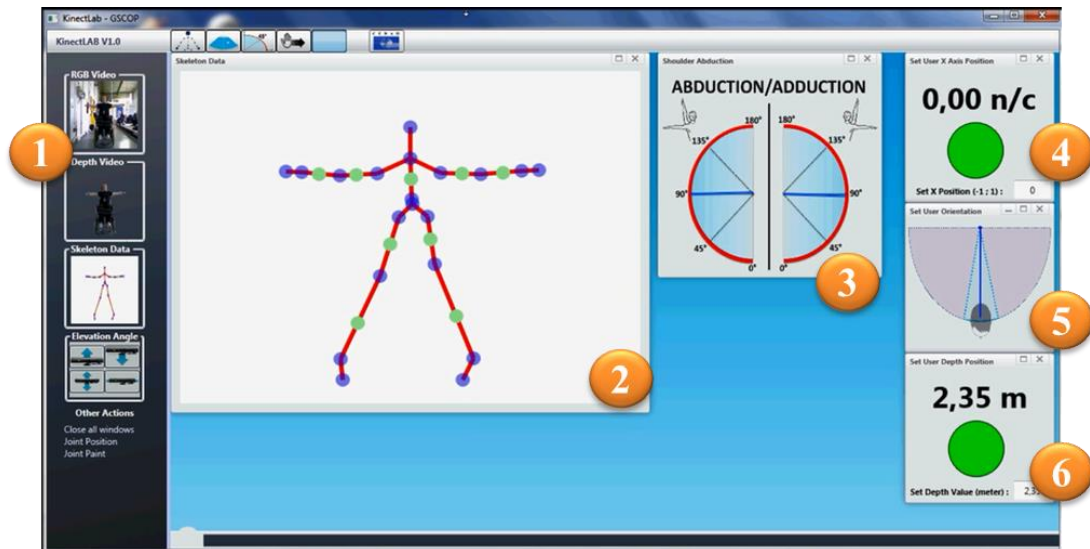 KinectLab - GSCOP
KinectLAB V1.0
45°
RGB Video
1
Depth Video
Skeleton Data
Elevation Angle
Other Actions
Close all windows
Joint Position
Joint Paint
Skeleton Data
2
Shoulder Abduction
ABDUCTION/ADDUCTION
180° 180°
135° 135°
90° 90°
45° 45°
0° 0°
3
Set User X Axis Position
0,00 n/c
4
Set X Position (-1 ; 1) : 0
Set User Orientation
5
Set User Depth Position
2,35 m
6
Set Depth Value (meter) :